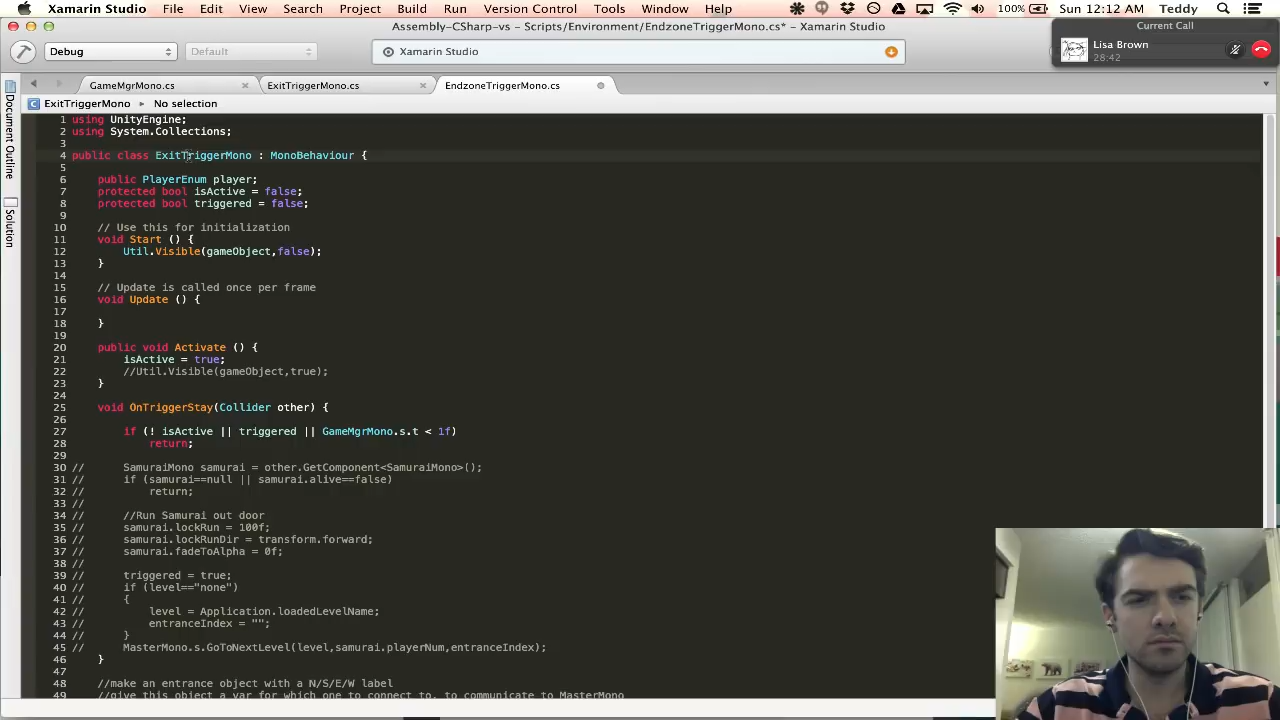 Xamarin Studio File Edit View Search Project Build Run Version Control Tools Window Help 100% Sun 12:12 AM Teddy
Assembly-CSharp-vs - Scripts/Environment/EndzoneTriggerMono.cs* - Xamarin Studio
Current Call
Lisa Brown
28:42
Debug
Default
Xamarin Studio
GameMgrMono.cs
ExitTriggerMono.cs
EndzoneTriggerMono.cs
ExitTriggerMono
No selection
Document Outline
Solution
1 using UnityEngine;
2 using System.Collections;
3
4 public class ExitTriggerMono : MonoBehaviour {
5
6 public PlayerEnum player;
7 protected bool isActive = false;
8 protected bool triggered = false;
9
10 // Use this for initialization
11 void Start () {
12 Util.Visible(gameObject,false);
13 }
14
15 // Update is called once per frame
16 void Update () {
17
18 }
19
20 public void Activate () {
21 isActive = true;
22 //Util.Visible(gameObject,true);
23 }
24
25 void OnTriggerStay(Collider other) {
26
27 if (! isActive || triggered || GameMgrMono.s.t < 1f)
28 return;
29
30 // SamuraiMono samurai = other.GetComponent<SamuraiMono>();
31 // if (samurai==null || samurai.alive==false)
32 // return;
33 //
34 // //Run Samurai out door
35 // samurai.lockRun = 100f;
36 // samurai.lockRunDir = transform.forward;
37 // samurai.fadeToAlpha = 0f;
38 //
39 // triggered = true;
40 // if (level=="none")
41 // {
42 // level = Application.loadedLevelName;
43 // entranceIndex = "";
44 // }
45 // MasterMono.s.GoToNextLevel(level,samurai.playerNum,entranceIndex);
46 }
47
48 //make an entrance object with a N/S/E/W label
49 //give this object a var for which one to connect to, to communicate to MasterMono